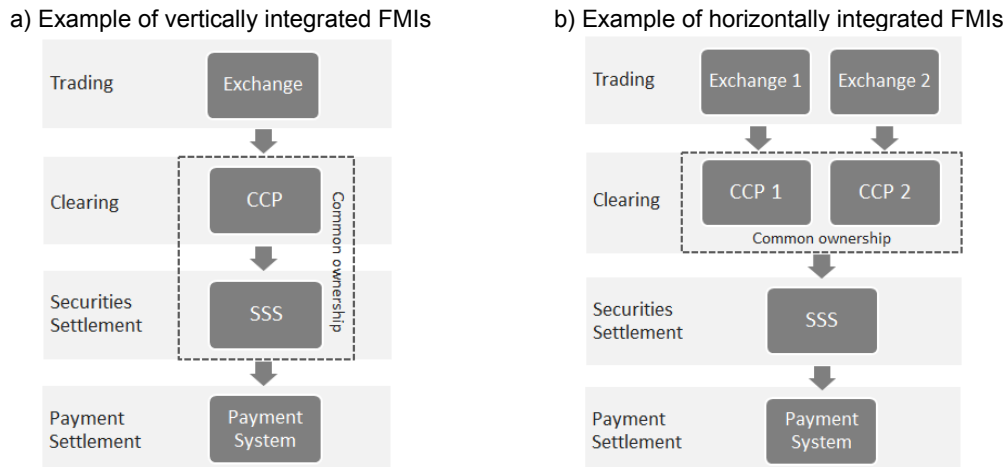 a) Example of vertically integrated FMIs
Trading
Exchange
Clearing
CCP
Common ownership
Securities
Settlement
SSS
Payment
Settlement
Payment
System
b) Example of horizontally integrated FMIs
Trading
Exchange 1
Exchange 2
Clearing
CCP 1
CCP 2
Common ownership
Securities
Settlement
SSS
Payment
Settlement
Payment
System